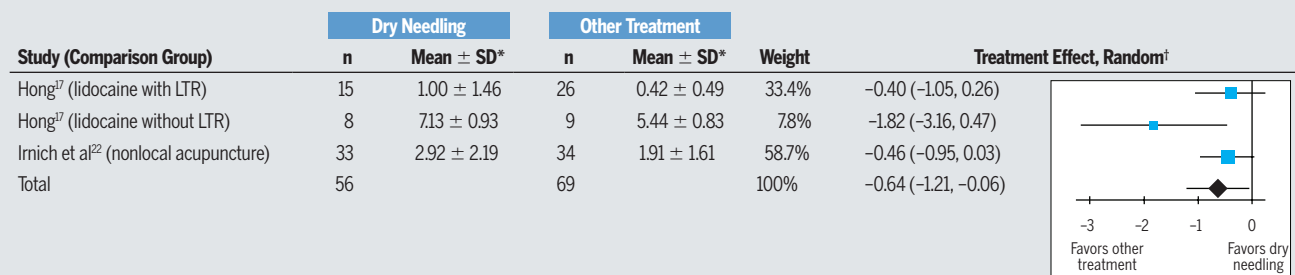 Dry Needling Other Treatment
Study (Comparison Group) n Mean ± SD* n Mean ± SD* Weight Treatment Effect, Random†
Hong17 (lidocaine with LTR) 15 1.00 ± 1.46 26 0.42 ± 0.49 33.4% –0.40 (–1.05, 0.26)
Hong17 (lidocaine without LTR) 8 7.13 ± 0.93 9 5.44 ± 0.83 7.8% –1.82 (–3.16, 0.47)
Irnich et al22 (nonlocal acupuncture) 33 2.92 ± 2.19 34 1.91 ± 1.61 58.7% –0.46 (–0.95, 0.03)
Total 56 69 100% –0.64 (–1.21, –0.06)
–3 –2 –1 0
Favors other Favors dry
treatment needling